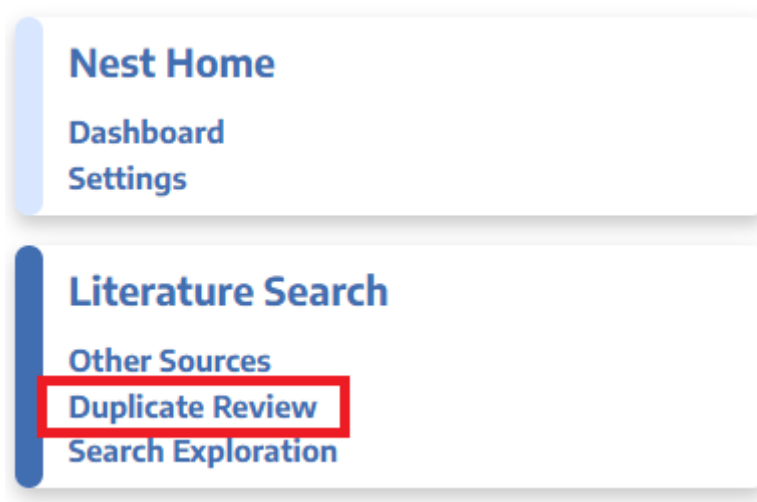 Nest Home
Dashboard
Settings
Literature Search
Other Sources
Duplicate Review
Search Exploration